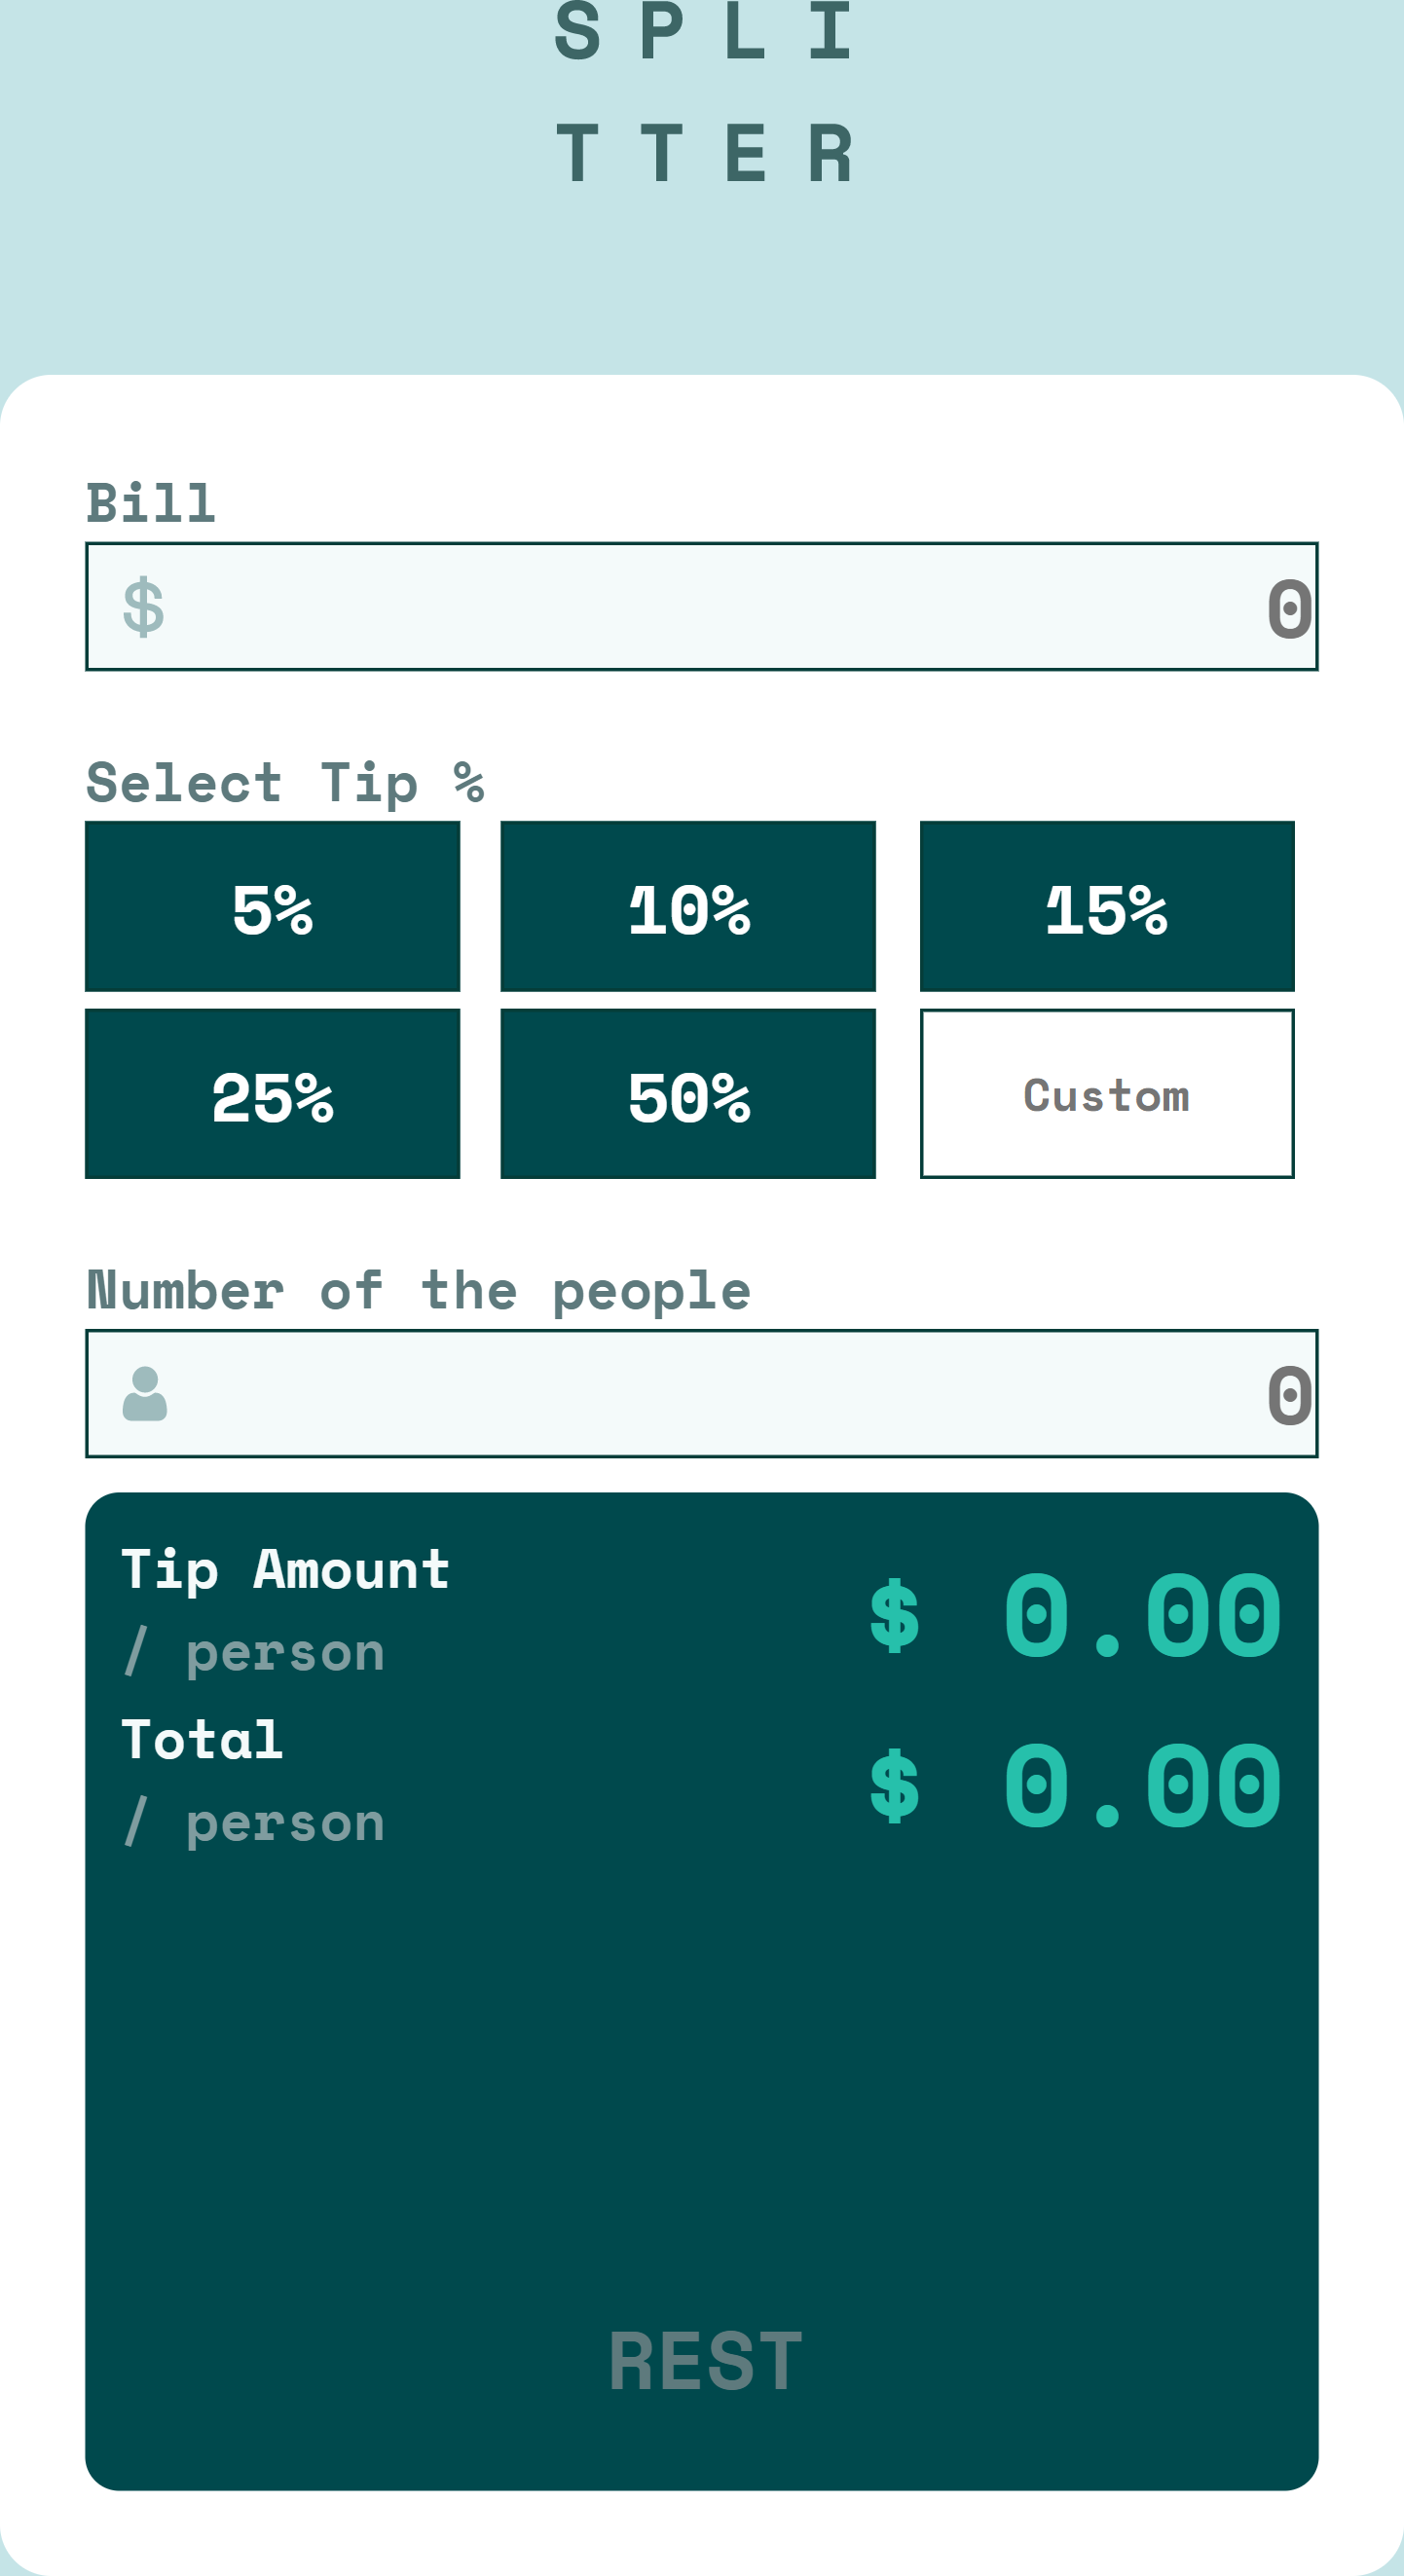 S P L I
T T E R
Bill
$ 0
Select Tip %
5% 10% 15%
25% 50% Custom
Number of the people
0
Tip Amount
/ person
$ 0.00
Total
/ person
$ 0.00
REST